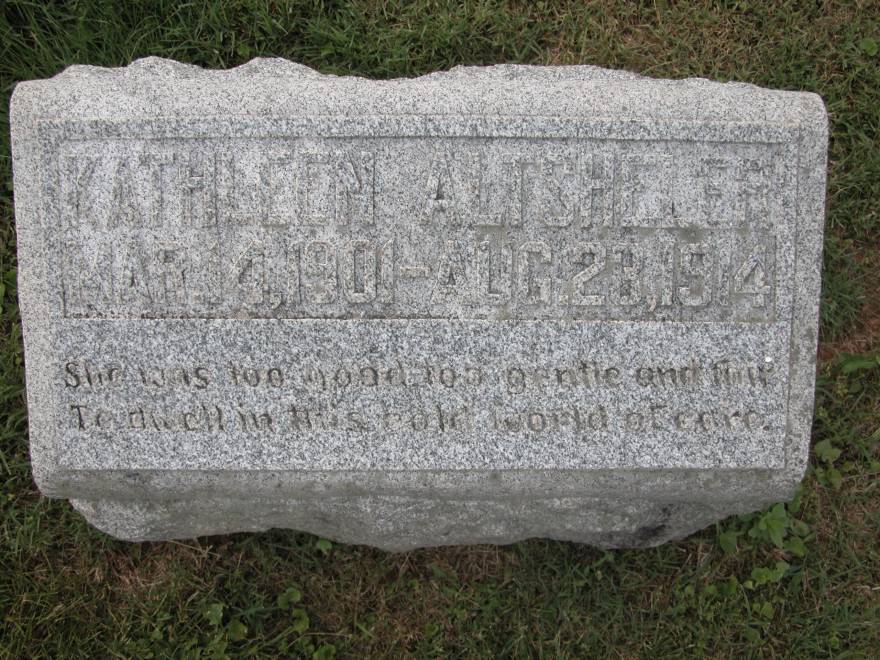 KATHLEEN ALTSHELER
MAR.14,1901-AUG.23,1914
She was too good too gentle and fair
To dwell in this cold world of care.